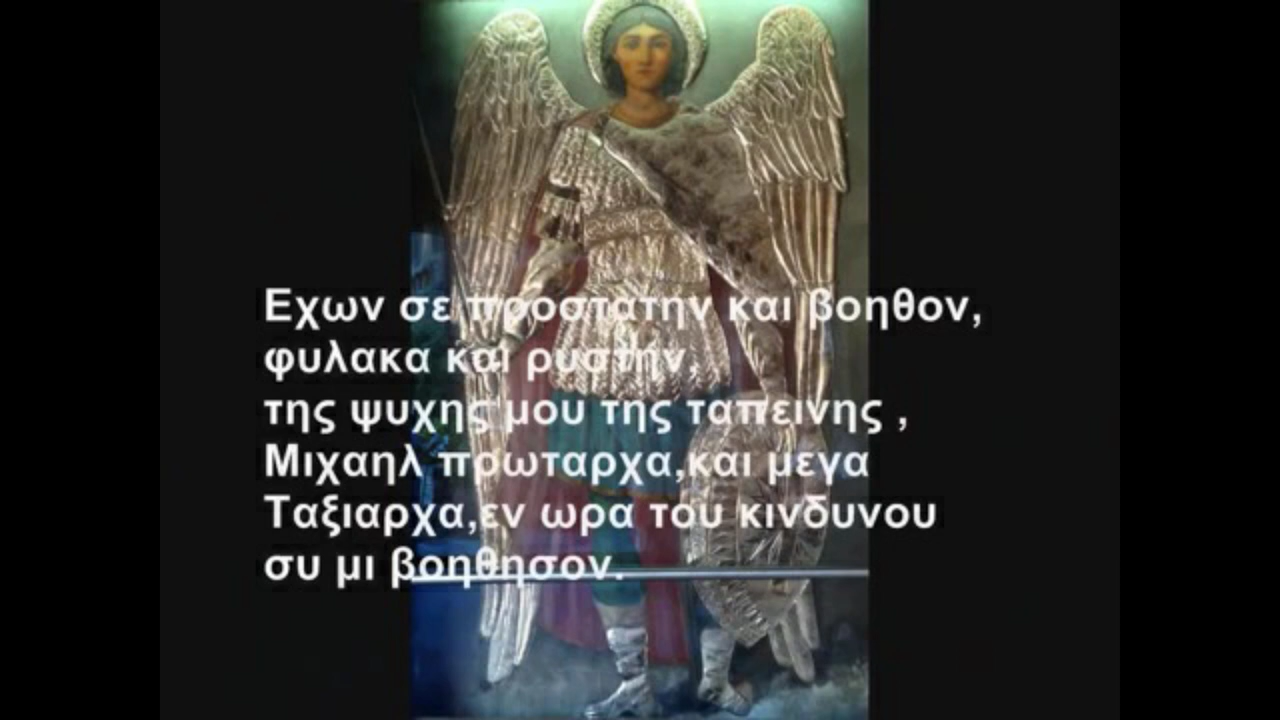 Εχων σε προστατην και βοηθον,
φυλακα και ρυστήν,
της ψυχης μου της ταπεινης ,
Μιχαηλ πρωταρχα,και μεγα
Ταξιαρχα,εν ωρα του κινδυνου
συ μι βοηθησον.